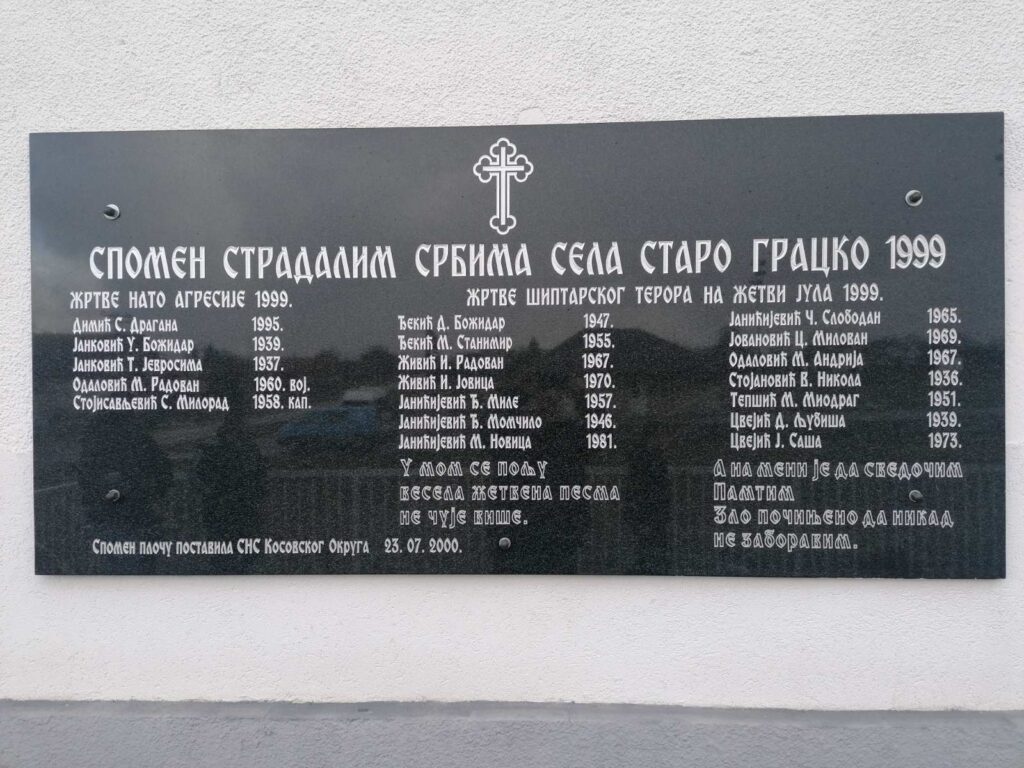 СПОМЕН СТРАДАЛИМ СРБИМА СЕЛА СТАРО ГРАЦКО 1999
ЖРТВЕ НАТО АГРЕСИЈЕ 1999.
Димић С. Драгана 1995.
Јанковић У. Божидар 1939.
Јанковић Т. Јевросима 1937.
Одаловић М. Радован 1960. вој.
Стојисављевић С. Милорад 1958. кап.
ЖРТВЕ ШИПТАРСКОГ ТЕРОРА НА ЖЕТВИ ЈУЛА 1999.
Ђекић Д. Божидар 1947.
Ђекић М. Станимир 1955.
Живић И. Радован 1967.
Живић И. Јовица 1970.
Јанићијевић Ђ. Миле 1957.
Јанићијевић Ђ. Момчило 1946.
Јанићијевић М. Новица 1981.
Јанићијевић Ч. Слободан 1965.
Јовановић Ц. Милован 1969.
Одаловић М. Андрија 1967.
Стојановић В. Никола 1936.
Тепшић М. Миодраг 1951.
Цвејић Д. Љубиша 1939.
Цвејић Ј. Саша 1973.
У МОМ СЕ ПОЉУ
ВЕСЕЛА ЖЕТВЕНА ПЕСМА
НЕ ЧУЈЕ ВИШЕ.
А НА МЕНИ ЈЕ ДА СВЕДОЧИМ
ПАМТИМ
ЗЛО ПОЧИЊЕНО ДА НИКАД
НЕ ЗАБОРАВИМ.
Спомен плочу поставила СНС Косовског Округа 23. 07. 2000.